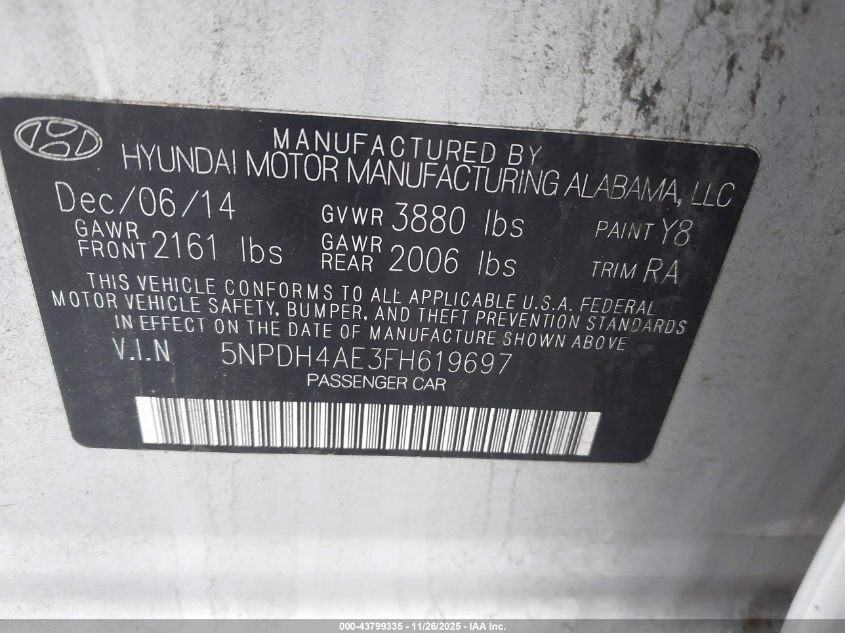 MANUFACTURED BY
HYUNDAI MOTOR MANUFACTURING ALABAMA, LLC
Dec/06/14 GVWR 3880 lbs PAINT Y8
GAWR FRONT 2161 lbs GAWR REAR 2006 lbs TRIM RA
THIS VEHICLE CONFORMS TO ALL APPLICABLE U.S.A. FEDERAL
MOTOR VEHICLE SAFETY, BUMPER, AND THEFT PREVENTION STANDARDS
IN EFFECT ON THE DATE OF MANUFACTURE SHOWN ABOVE
V.I.N 5NPDH4AE3FH619697
PASSENGER CAR
000-43799335 - 11/26/2025 - IAA Inc.